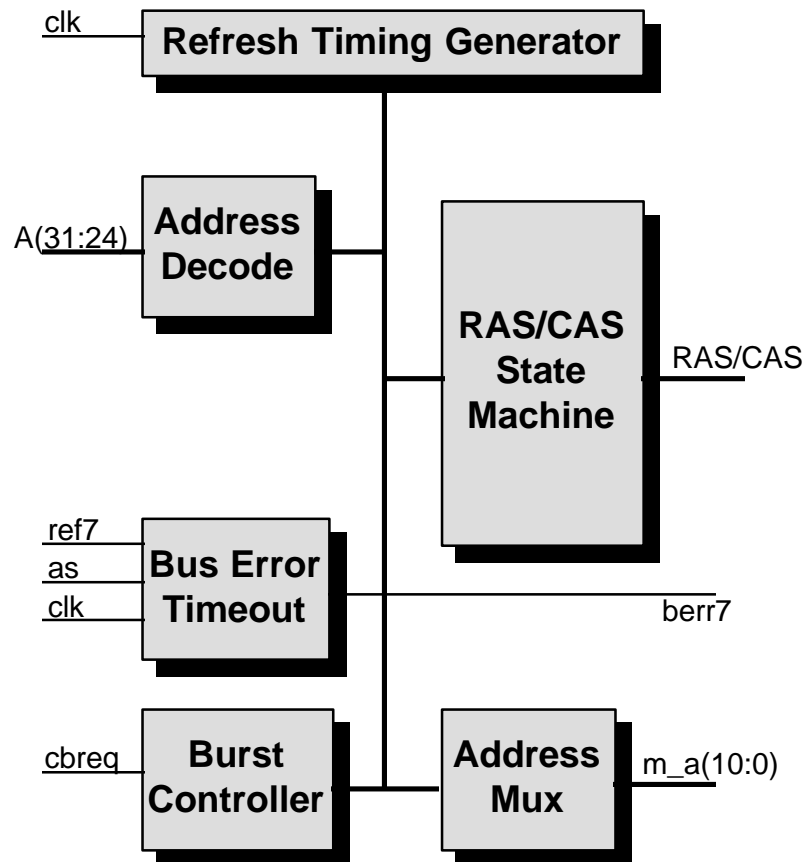 clk
Refresh Timing Generator
A(31:24)
Address
Decode
RAS/CAS
State
Machine
RAS/CAS
ref7
as
clk
Bus Error
Timeout
berr7
cbreq
Burst
Controller
Address
Mux
m_a(10:0)